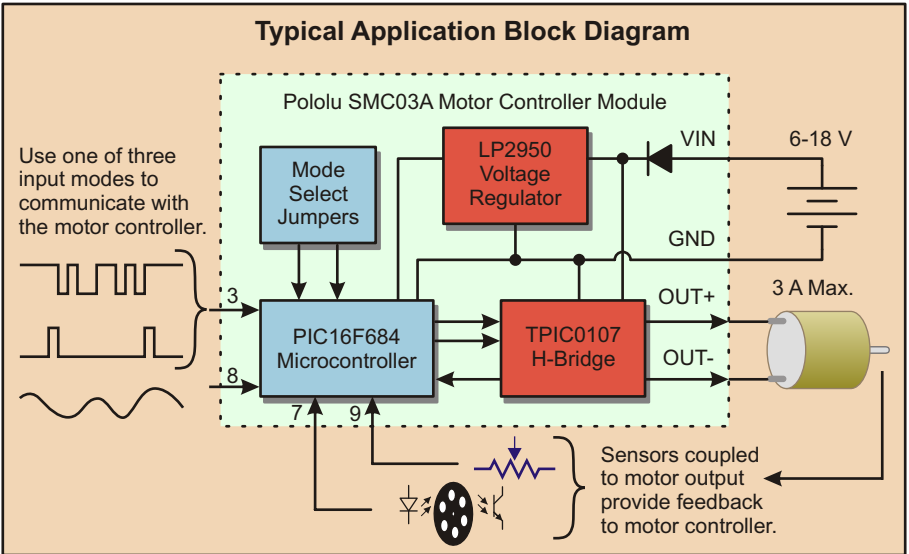 Typical Application Block Diagram
Pololu SMC03A Motor Controller Module
Use one of three
input modes to
communicate with
the motor controller.
Mode
Select
Jumpers
LP2950
Voltage
Regulator
VIN
6-18 V
GND
3
8
PIC16F684
Microcontroller
TPIC0107
H-Bridge
OUT+
OUT-
3 A Max.
7
9
Sensors coupled
to motor output
provide feedback
to motor controller.